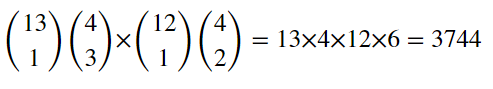 (13 1)(4 3)×(12 1)(4 2) = 13×4×12×6 = 3744